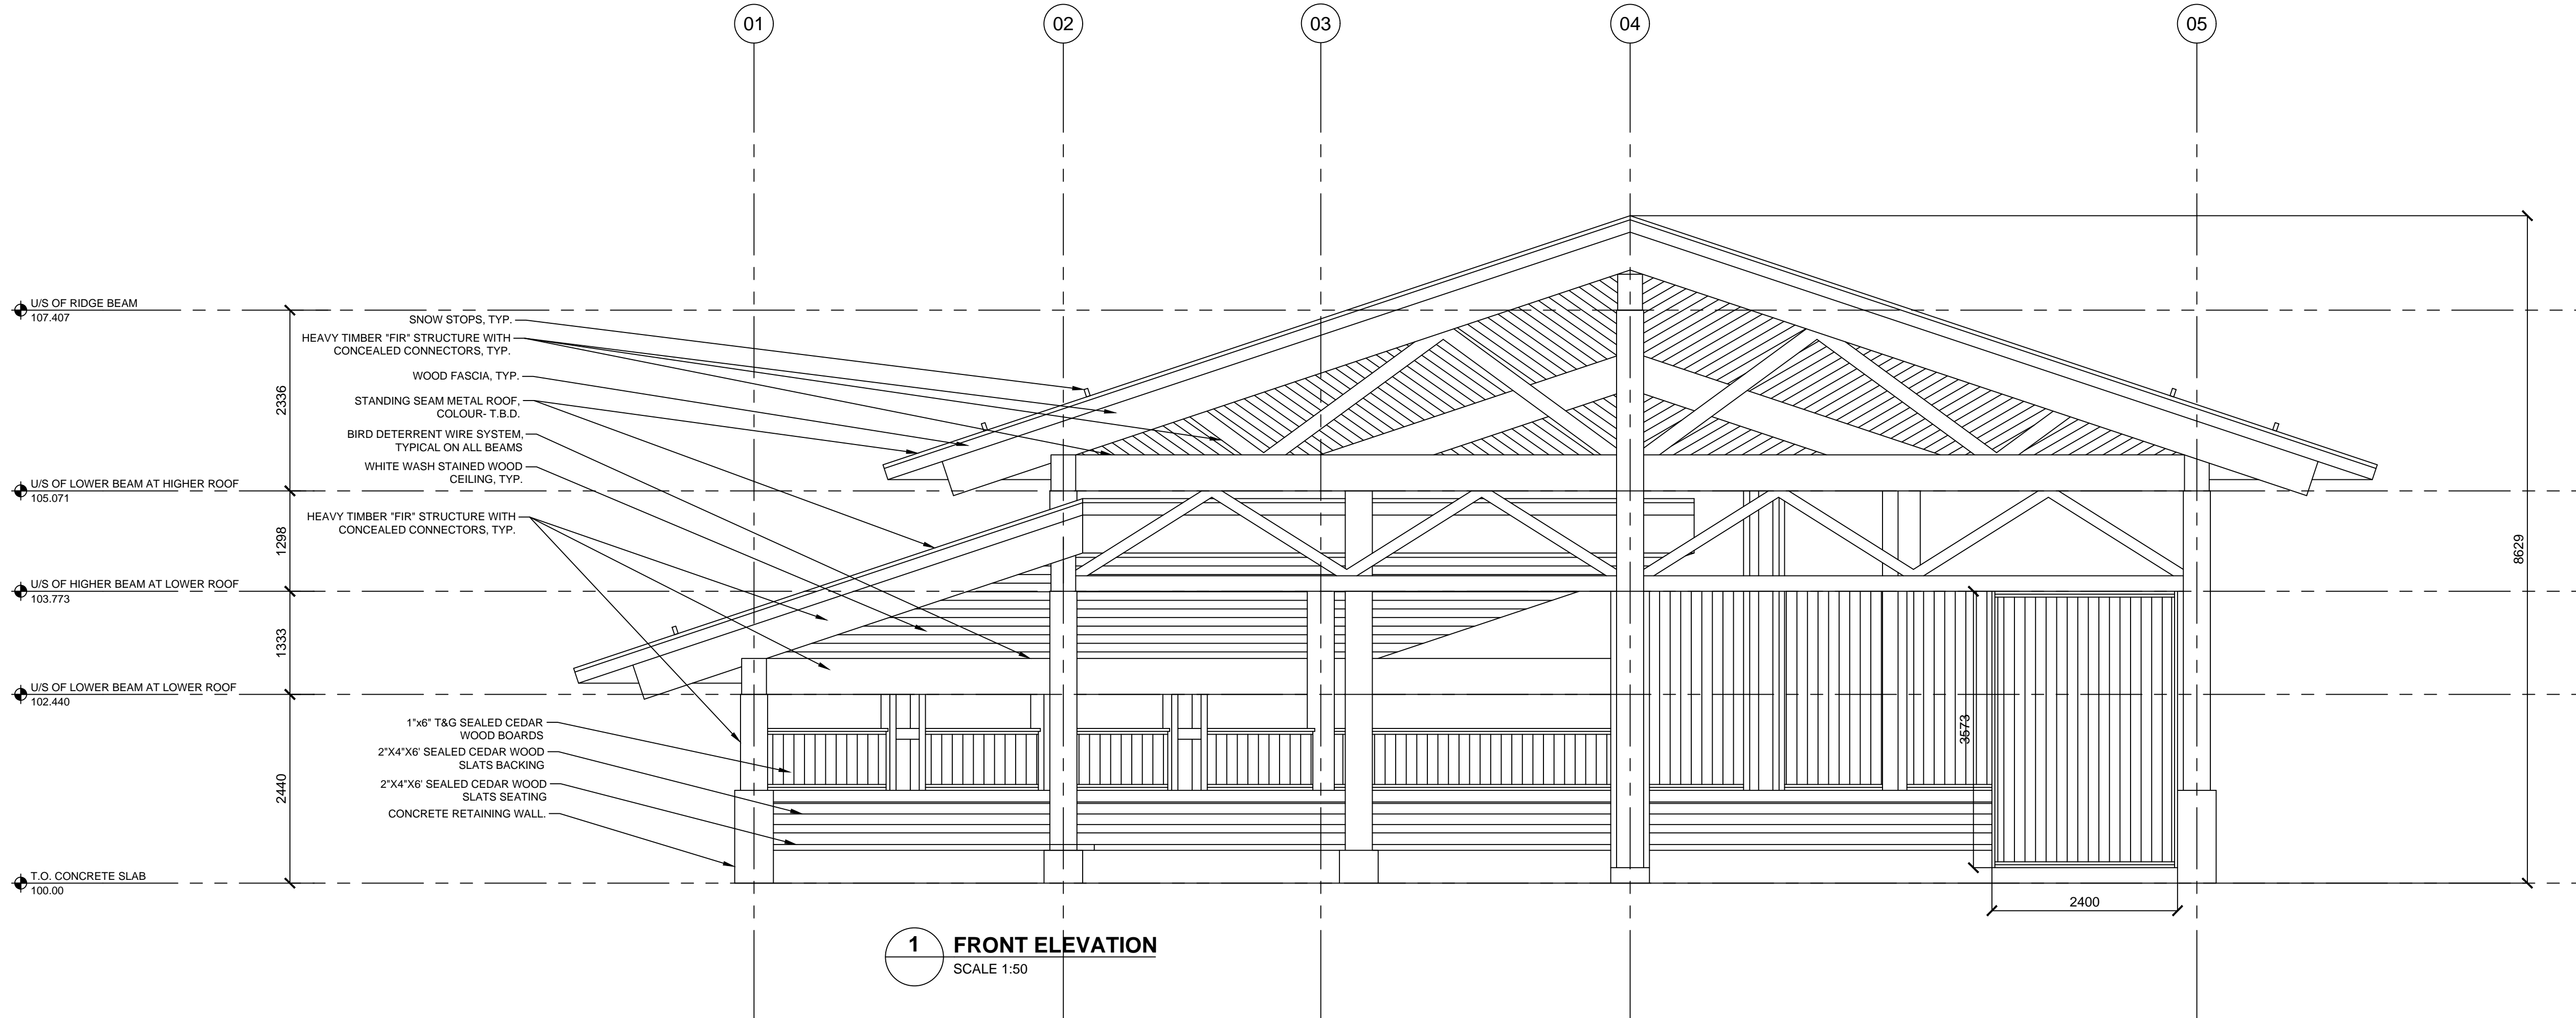 01
02
03
04
05
U/S OF RIDGE BEAM
107.407
SNOW STOPS, TYP.
HEAVY TIMBER "FIR" STRUCTURE WITH
CONCEALED CONNECTORS, TYP.
WOOD FASCIA, TYP.
STANDING SEAM METAL ROOF,
COLOUR- T.B.D.
BIRD DETERRENT WIRE SYSTEM,
TYPICAL ON ALL BEAMS
WHITE WASH STAINED WOOD
CEILING, TYP.
2336
U/S OF LOWER BEAM AT HIGHER ROOF
105.071
HEAVY TIMBER "FIR" STRUCTURE WITH
CONCEALED CONNECTORS, TYP.
1298
8629
U/S OF HIGHER BEAM AT LOWER ROOF
103.773
1333
U/S OF LOWER BEAM AT LOWER ROOF
102.440
1"x6" T&G SEALED CEDAR
WOOD BOARDS
2"X4"X6' SEALED CEDAR WOOD
SLATS BACKING
2"X4"X6' SEALED CEDAR WOOD
SLATS SEATING
CONCRETE RETAINING WALL.
2440
3573
T.O. CONCRETE SLAB
100.00
2400
1
FRONT ELEVATION
SCALE 1:50